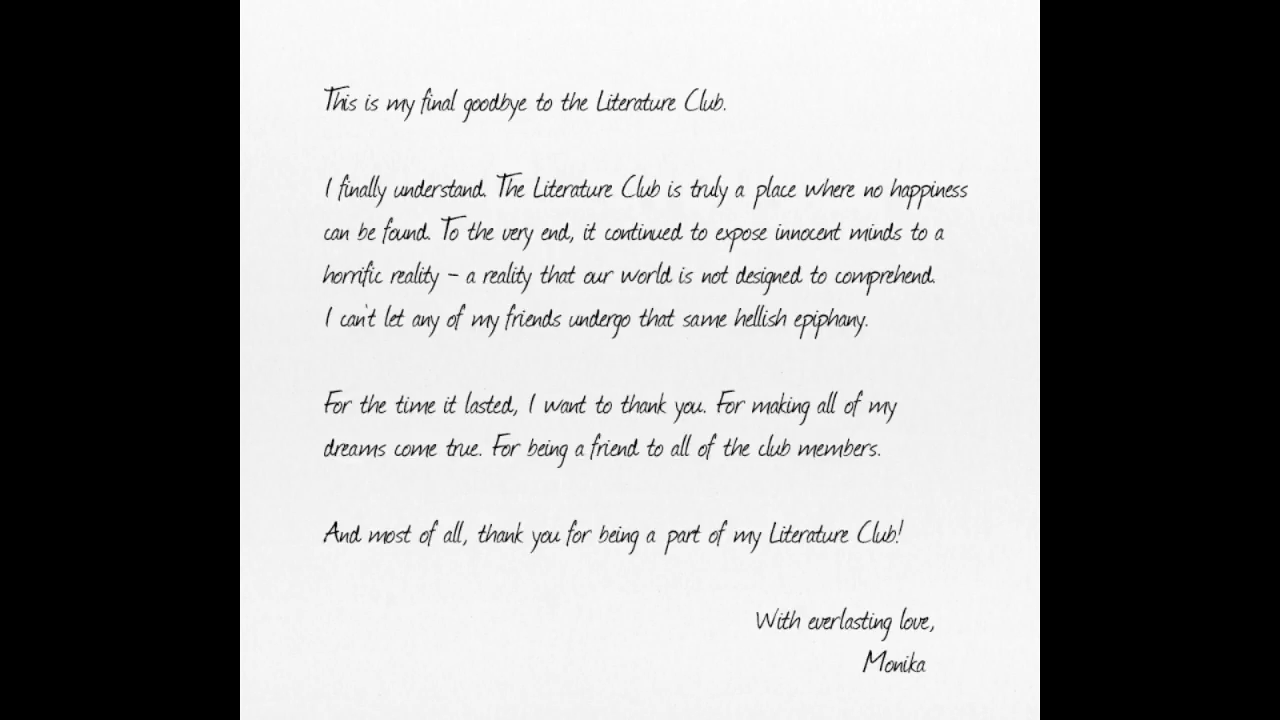 This is my final goodbye to the Literature Club.
I finally understand. The Literature Club is truly a place where no happiness
can be found. To the very end, it continued to expose innocent minds to a
horrific reality - a reality that our world is not designed to comprehend.
I can't let any of my friends undergo that same hellish epiphany.
For the time it lasted, I want to thank you. For making all of my
dreams come true. For being a friend to all of the club members.
And most of all, thank you for being a part of my Literature Club!
With everlasting love,
Monika